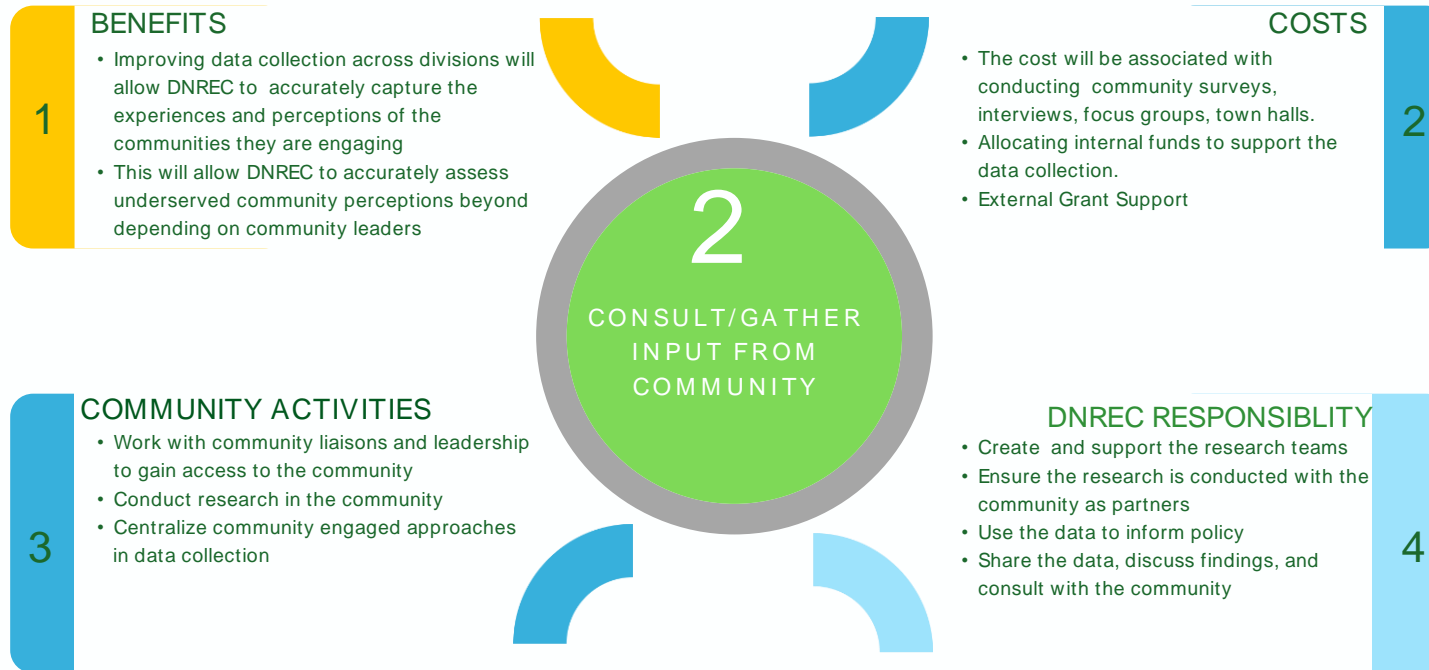 BENEFITS
1
• Improving data collection across divisions will
allow DNREC to accurately capture the
experiences and perceptions of the
communities they are engaging
• This will allow DNREC to accurately assess
underserved community perceptions beyond
depending on community leaders
COSTS
2
• The cost will be associated with
conducting community surveys,
interviews, focus groups, town halls.
• Allocating internal funds to support the
data collection.
• External Grant Support
2
CONSULT/GATHER
INPUT FROM
COMMUNITY
COMMUNITY ACTIVITIES
3
• Work with community liaisons and leadership
to gain access to the community
• Conduct research in the community
• Centralize community engaged approaches
in data collection
DNREC RESPONSIBLITY
4
• Create and support the research teams
• Ensure the research is conducted with the
community as partners
• Use the data to inform policy
• Share the data, discuss findings, and
consult with the community